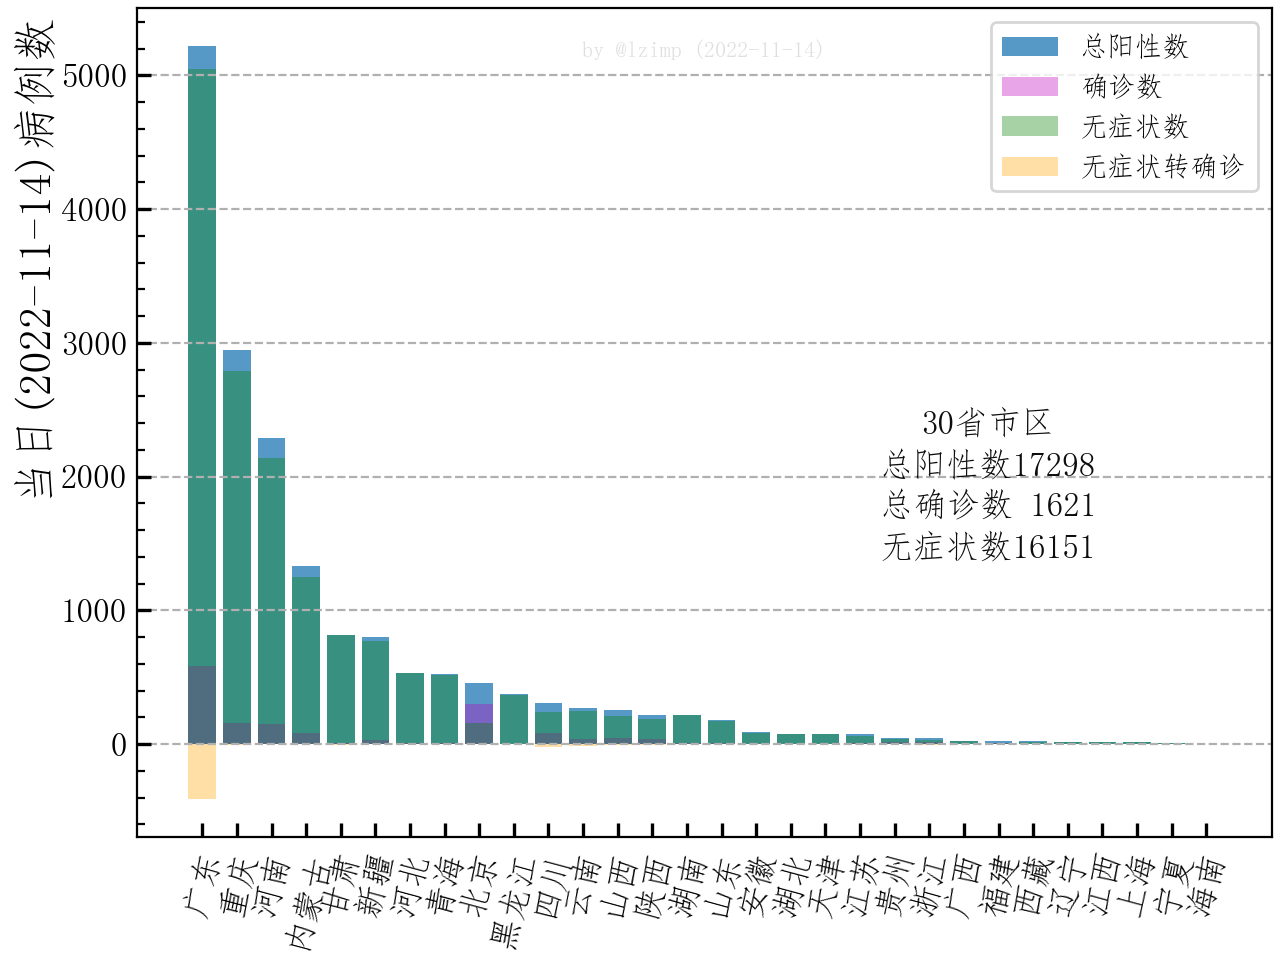 by @lzimp (2022-11-14)
总阳性数
确诊数
无症状数
无症状转确诊
当日(2022-11-14)病例数
5000
4000
3000
2000
1000
0
30省市区
总阳性数17298
总确诊数 1621
无症状数16151
广东
重庆
河南
内蒙古
甘肃
新疆
河北
青海
北京
黑龙江
四川
云南
山西
陕西
湖南
山东
安徽
湖北
天津
江苏
贵州
浙江
广西
福建
西藏
辽宁
江西
上海
宁夏
海南